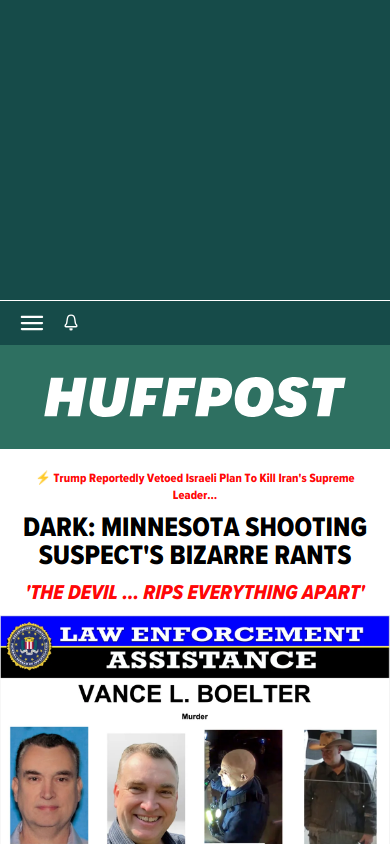 HUFFPOST
⚡ Trump Reportedly Vetoed Israeli Plan To Kill Iran's Supreme
Leader...
DARK: MINNESOTA SHOOTING
SUSPECT'S BIZARRE RANTS
'THE DEVIL ... RIPS EVERYTHING APART'
LAW ENFORCEMENT
ASSISTANCE
VANCE L. BOELTER
Murder